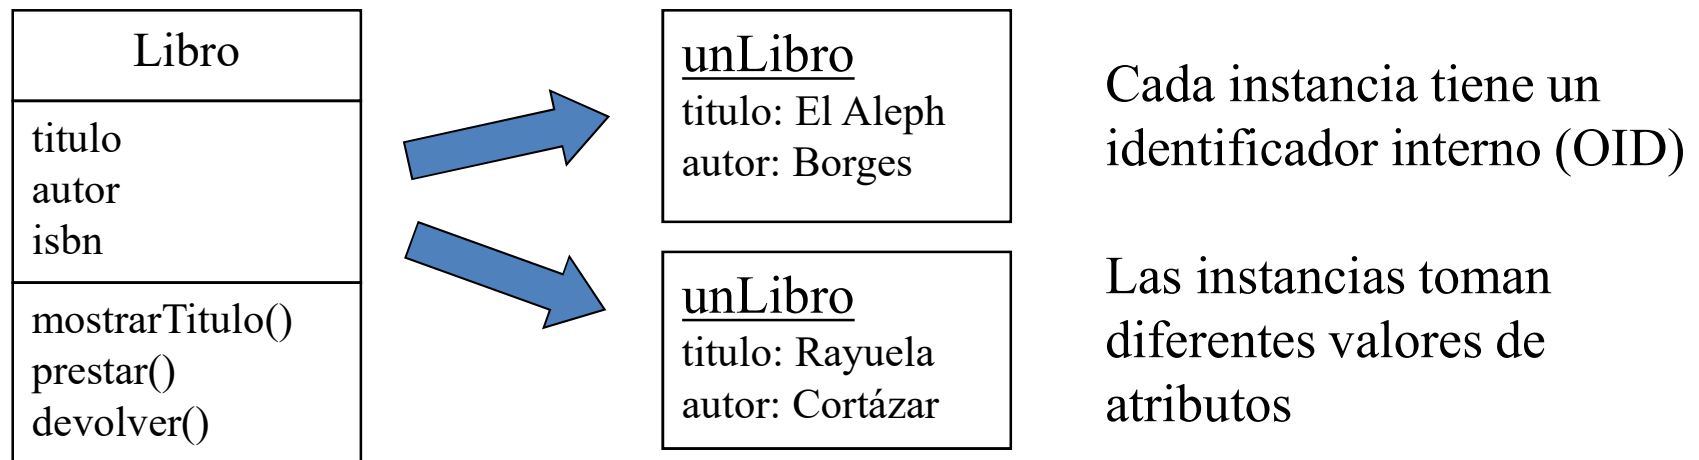 Libro
titulo
autor
isbn
mostrarTitulo()
prestar()
devolver()
unLibro
titulo: El Aleph
autor: Borges
unLibro
titulo: Rayuela
autor: Cortázar
Cada instancia tiene un
identificador interno (OID)
Las instancias toman
diferentes valores de
atributos